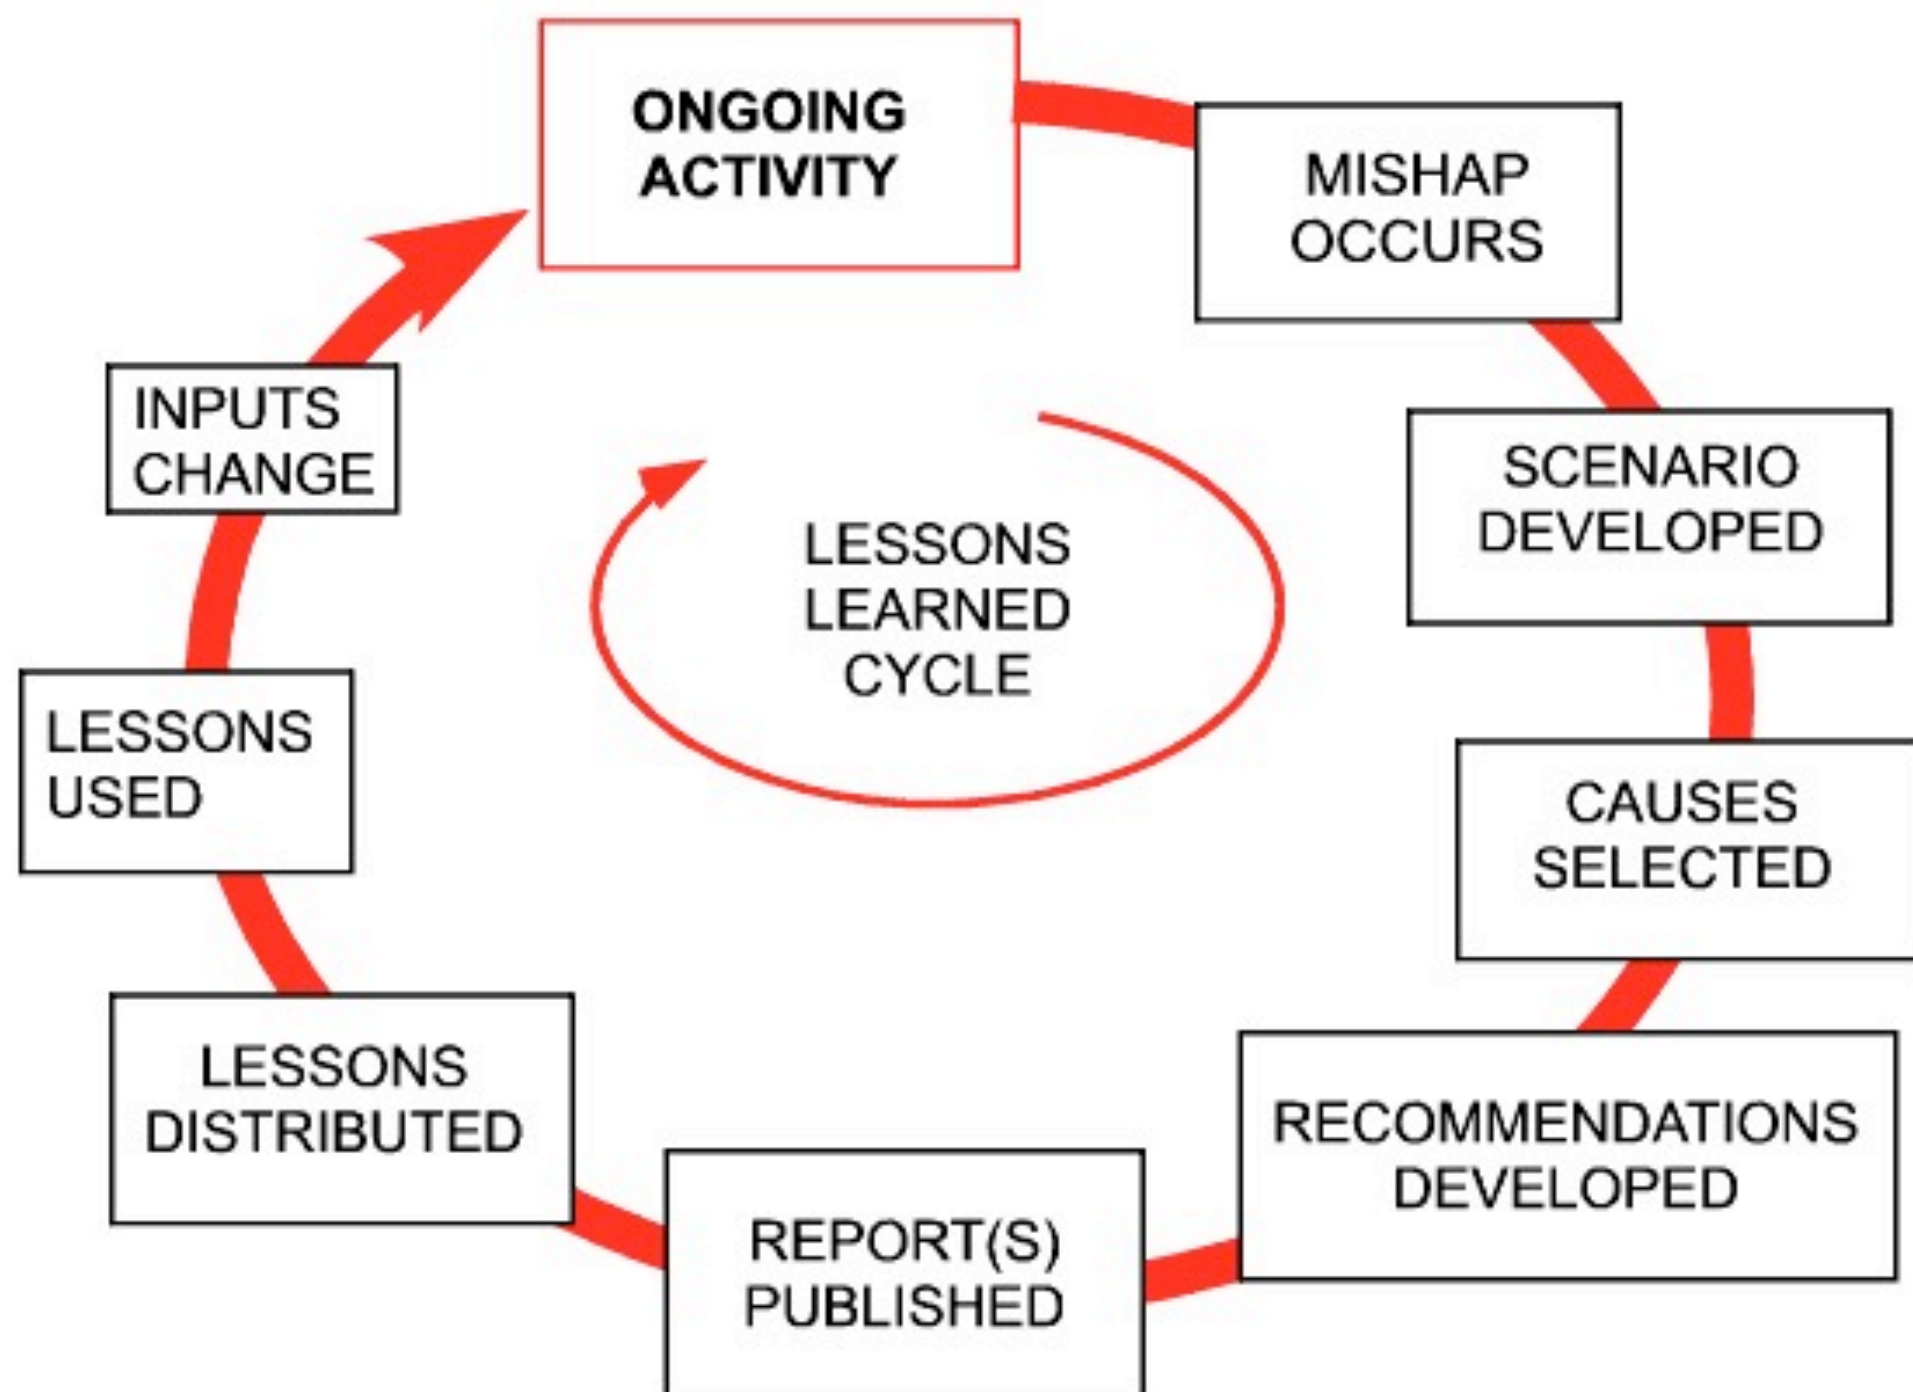 ONGOING
ACTIVITY
MISHAP
OCCURS
SCENARIO
DEVELOPED
CAUSES
SELECTED
RECOMMENDATIONS
DEVELOPED
REPORT(S)
PUBLISHED
LESSONS
DISTRIBUTED
LESSONS
USED
INPUTS
CHANGE
LESSONS
LEARNED
CYCLE